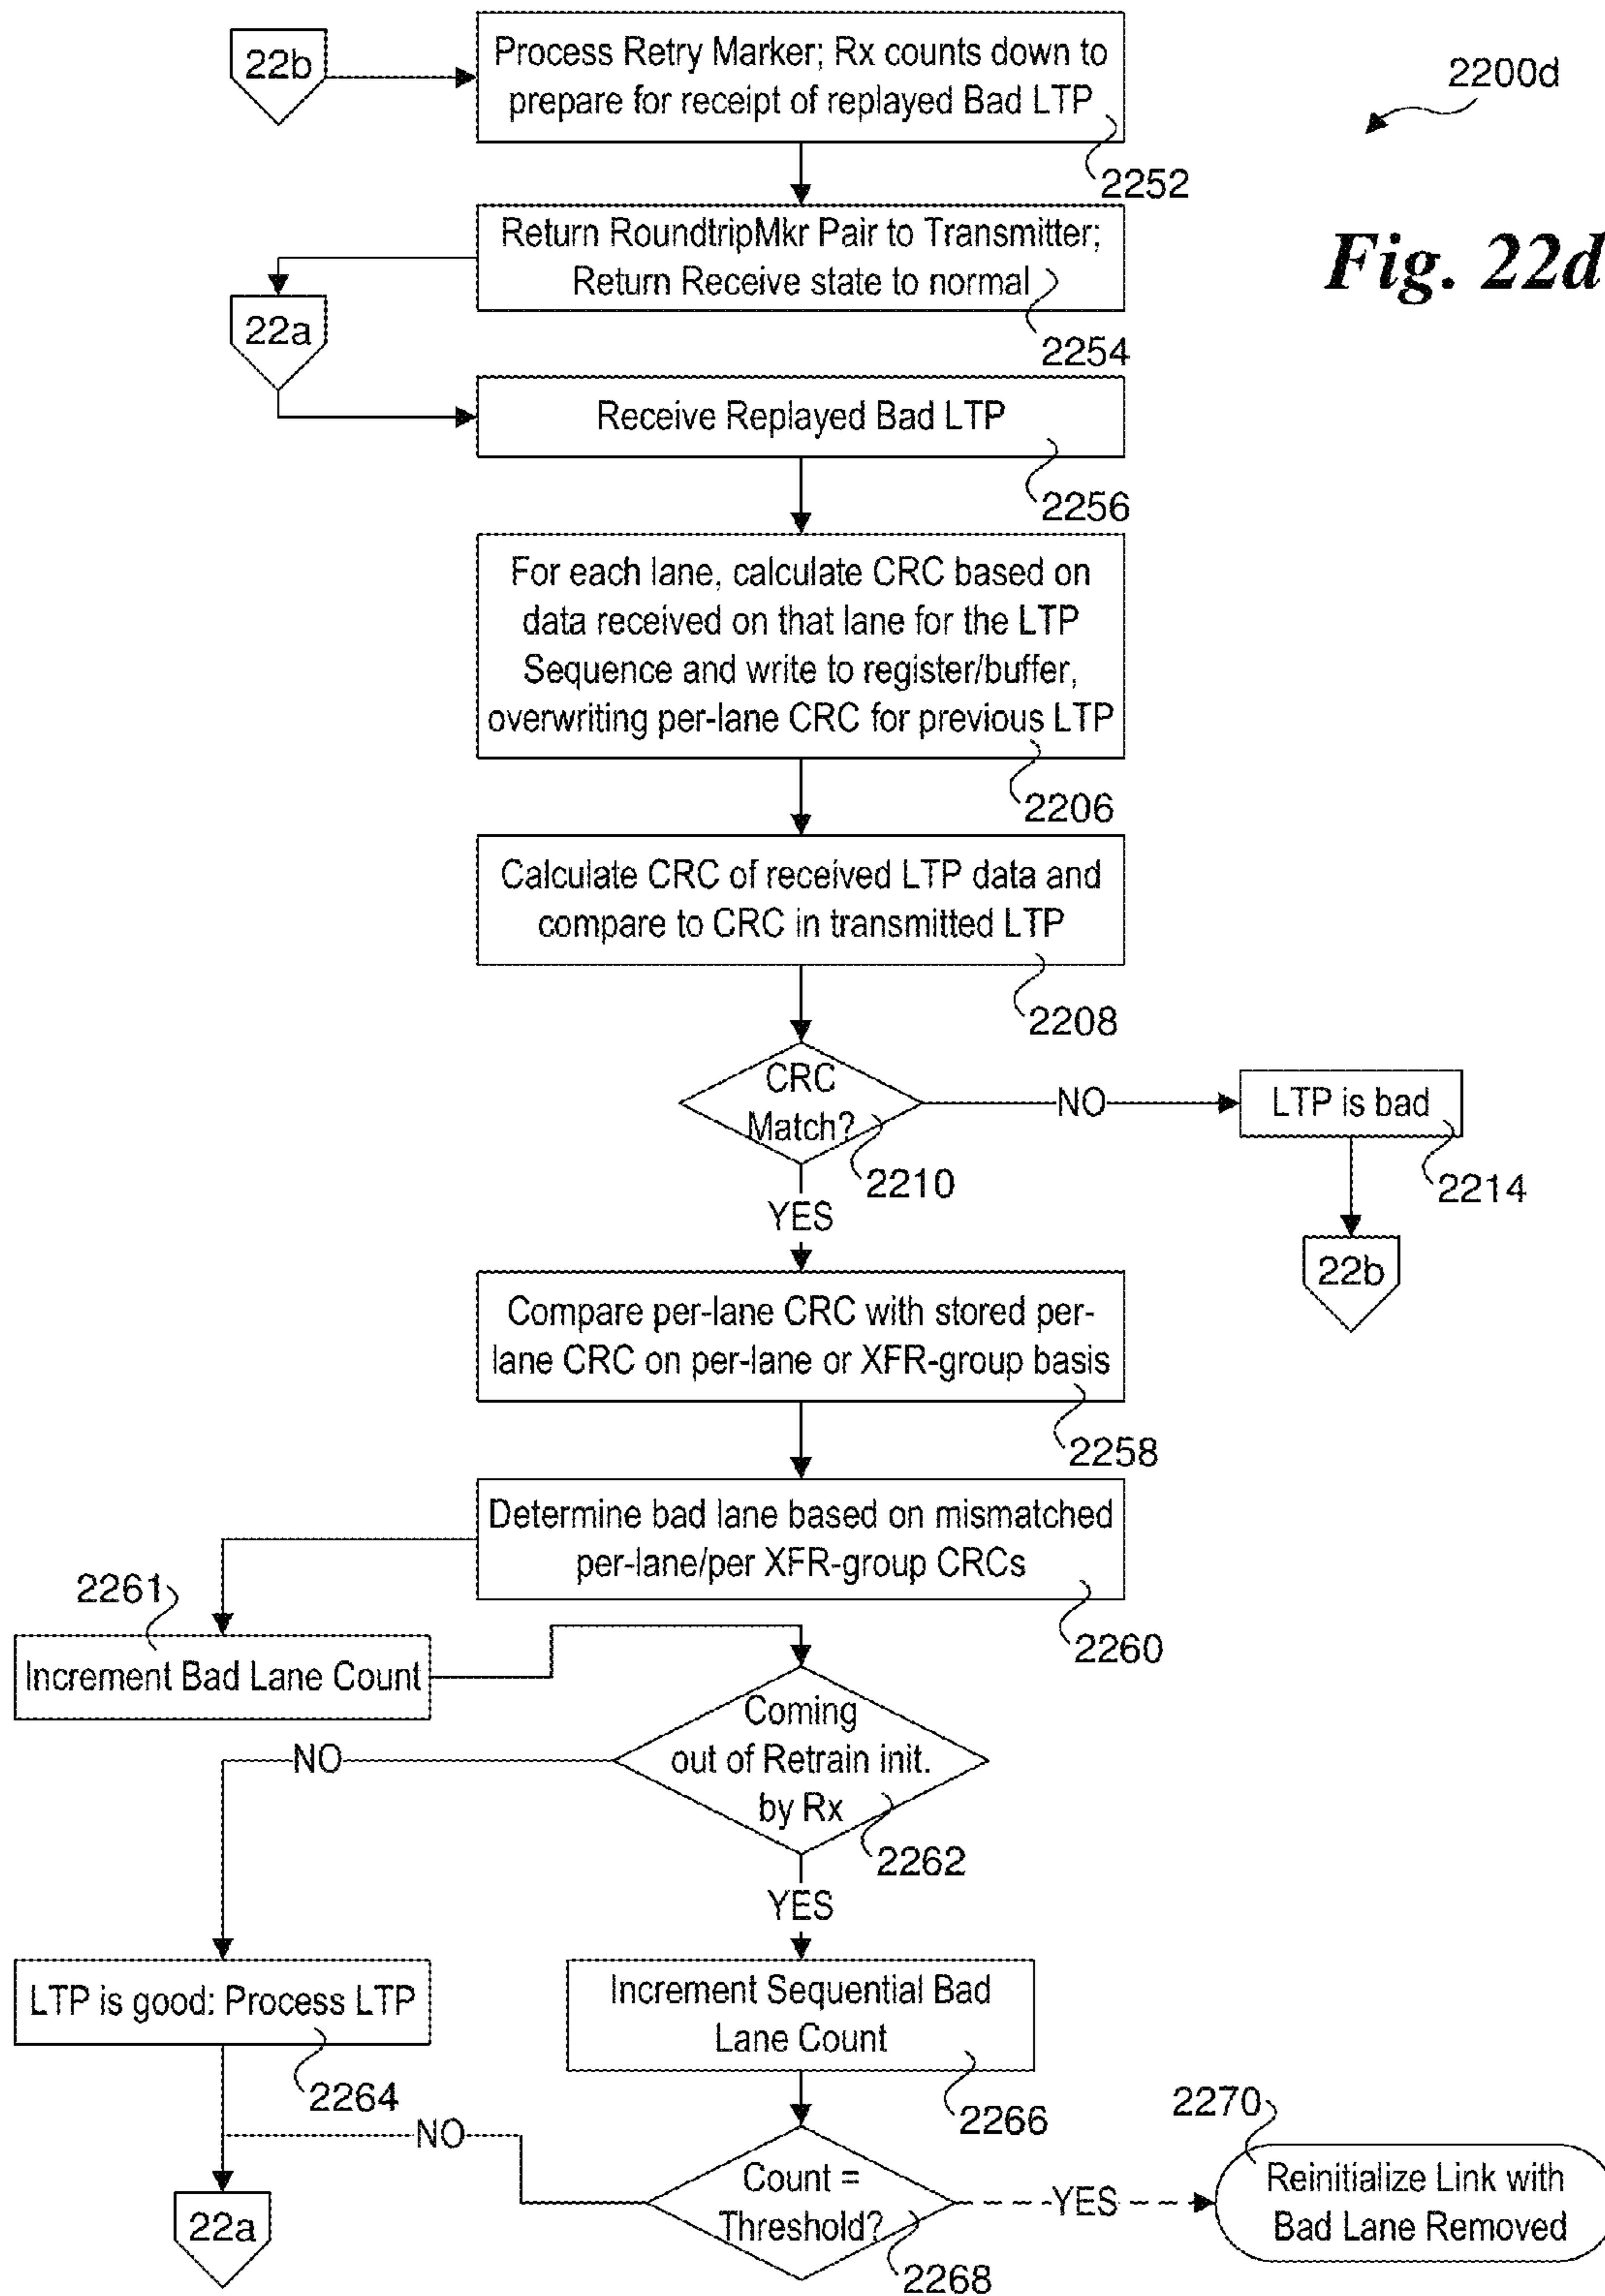 22b
Process Retry Marker; Rx counts down to
prepare for receipt of replayed Bad LTP
2252
2200d
Fig. 22d
Return RoundtripMkr Pair to Transmitter;
Return Receive state to normal
2254
22a
Receive Replayed Bad LTP
2256
For each lane, calculate CRC based on
data received on that lane for the LTP
Sequence and write to register/buffer,
overwriting per-lane CRC for previous LTP
2206
Calculate CRC of received LTP data and
compare to CRC in transmitted LTP
2208
CRC
Match?
2210
NO
LTP is bad
2214
22b
YES
Compare per-lane CRC with stored per-
lane CRC on per-lane or XFR-group basis
2258
Determine bad lane based on mismatched
per-lane/per XFR-group CRCs
2260
2261
Increment Bad Lane Count
Coming
out of Retrain init.
by Rx
2262
NO
YES
LTP is good: Process LTP
2264
Increment Sequential Bad
Lane Count
2266
NO
Count =
Threshold?
2268
YES
2270
Reinitialize Link with
Bad Lane Removed
22a